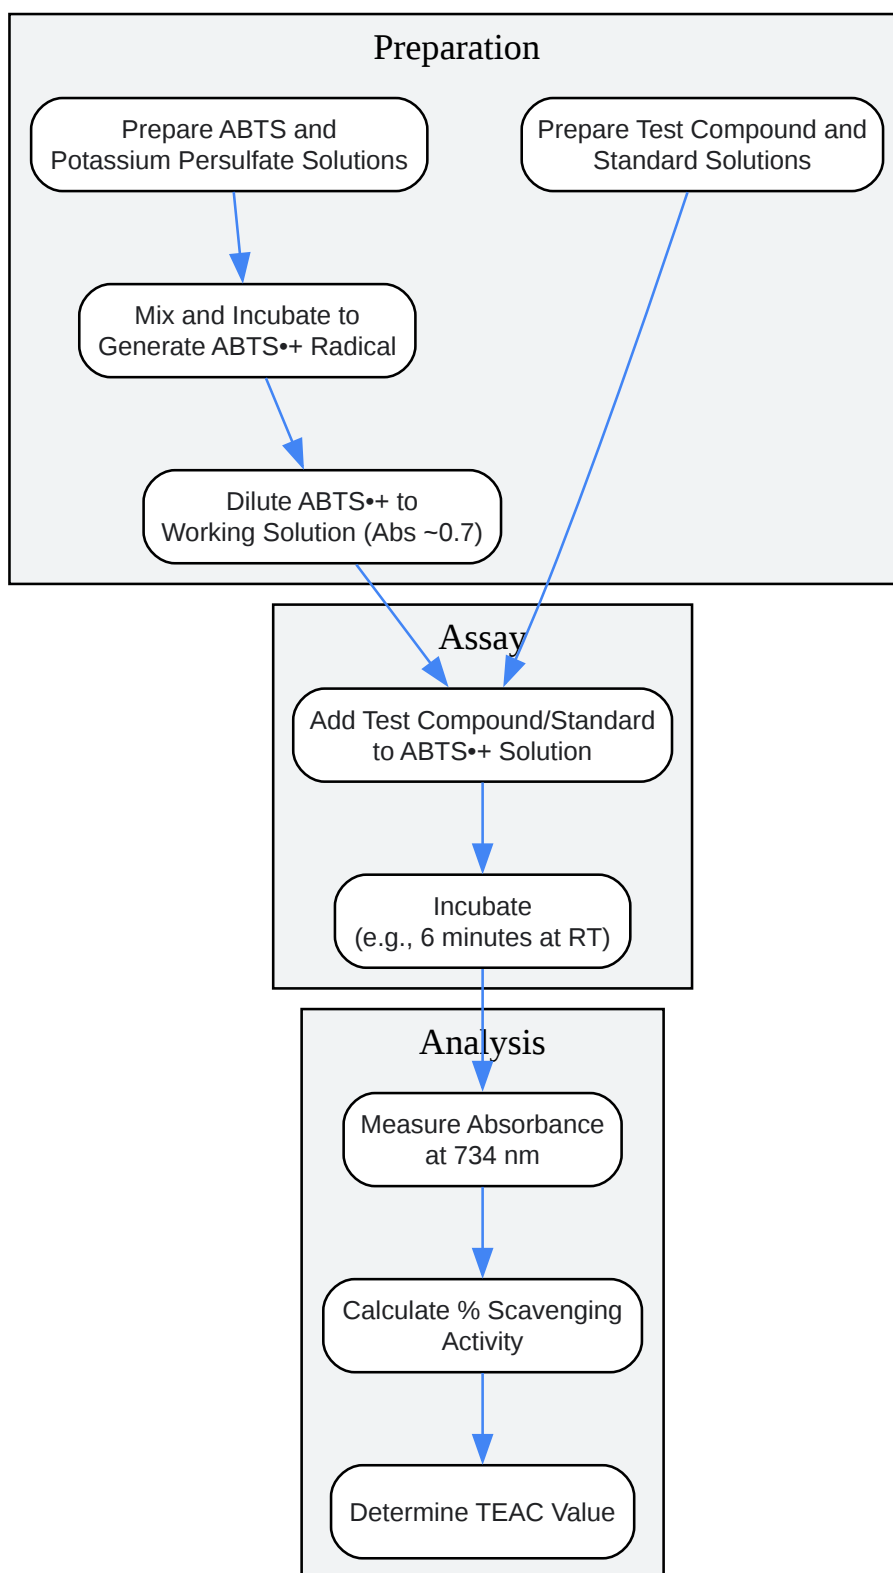 Preparation
Prepare ABTS and
Potassium Persulfate Solutions
Prepare Test Compound and
Standard Solutions
Mix and Incubate to
Generate ABTS•+ Radical
Dilute ABTS•+ to
Working Solution (Abs ~0.7)
Assay
Add Test Compound/Standard
to ABTS•+ Solution
Incubate
(e.g., 6 minutes at RT)
Analysis
Measure Absorbance
at 734 nm
Calculate % Scavenging
Activity
Determine TEAC Value